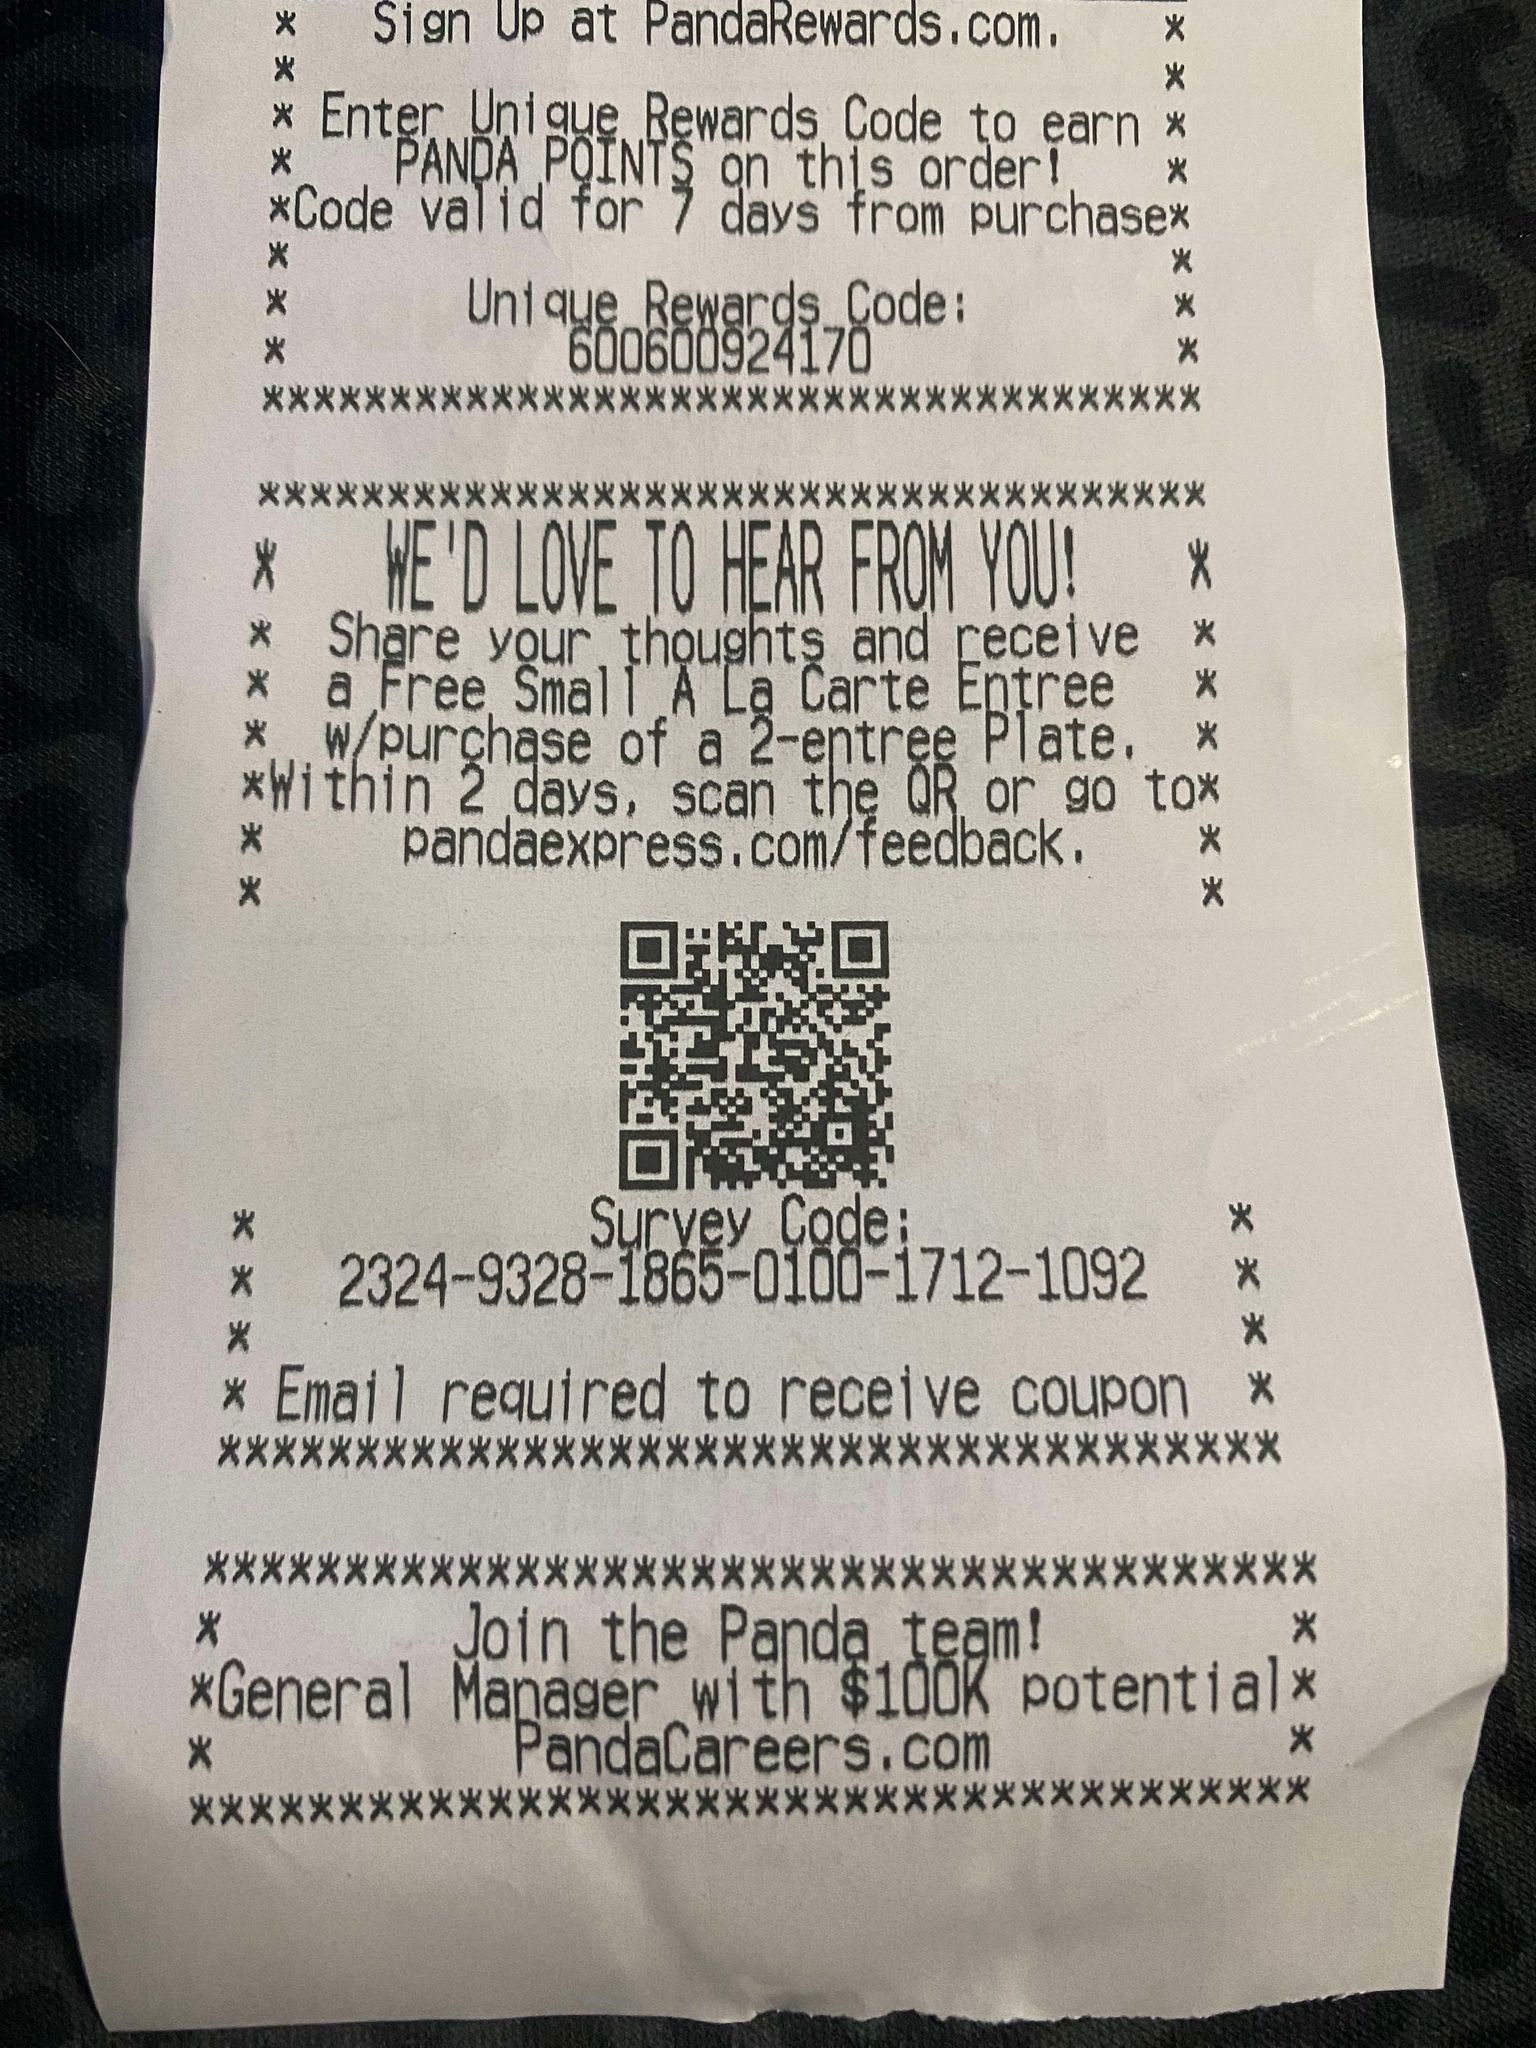 * Sign Up at PandaRewards.com. *
* *
* Enter Unique Rewards Code to earn *
* PANDA POINTS on this order! *
*Code valid for 7 days from purchase*
* *
* Unique Rewards Code: *
* 600600924170 *
*************************************
*************************************
* WE'D LOVE TO HEAR FROM YOU! *
* Share your thoughts and receive *
* a Free Small A La Carte Entree *
* w/purchase of a 2-entree Plate. *
*Within 2 days, scan the QR or go to*
* pandaexpress.com/feedback. *
* *
* Survey Code: *
* 2324-9328-1865-0100-1712-1092 *
* *
* Email required to receive coupon *
*************************************
*************************************
* Join the Panda team! *
*General Manager with $100K potential*
* PandaCareers.com *
*************************************